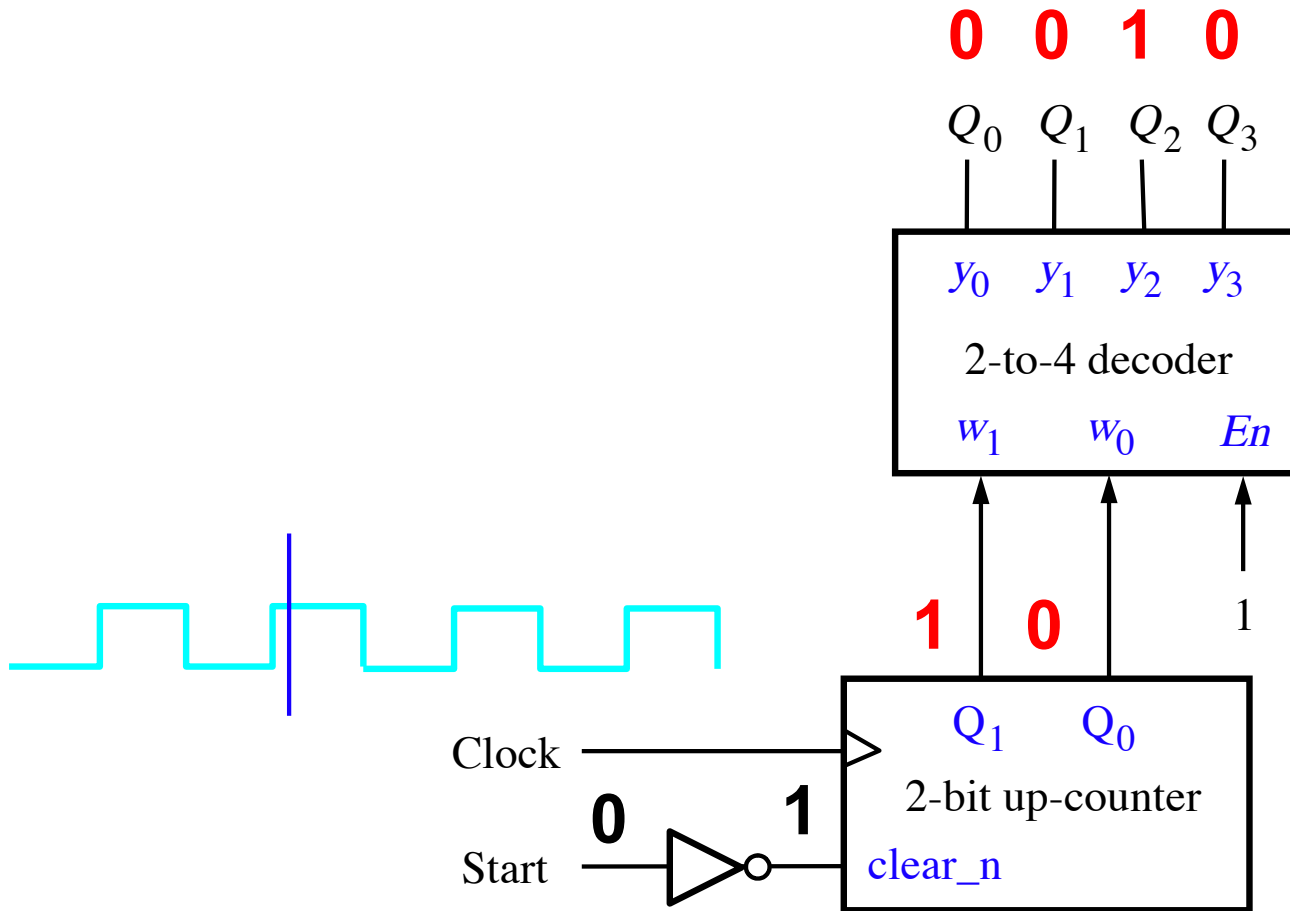 0 0 1 0
Q0 Q1 Q2 Q3
y0 y1 y2 y3
2-to-4 decoder
w1 w0 En
1 0 1
Q1 Q0
Clock
2-bit up-counter
0 1
Start clear_n